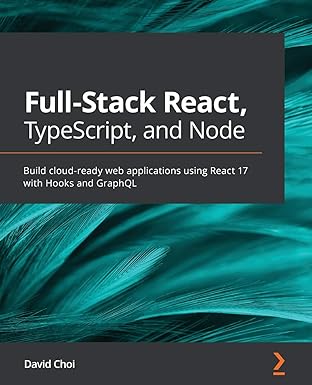 Full-Stack React,
TypeScript, and Node
Build cloud-ready web applications using React 17
with Hooks and GraphQL
David Choi